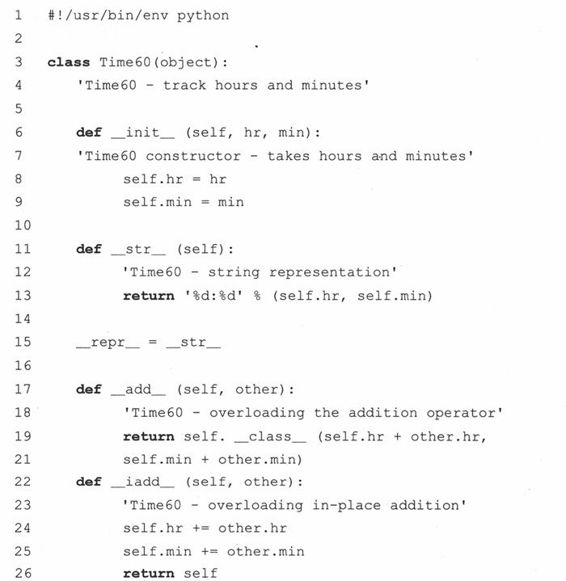 1 #!/usr/bin/env python
2
3 class Time60(object):
4 'Time60 - track hours and minutes'
5
6 def __init__ (self, hr, min):
7 'Time60 constructor - takes hours and minutes'
8 self.hr = hr
9 self.min = min
10
11 def __str__ (self):
12 'Time60 - string representation'
13 return '%d:%d' % (self.hr, self.min)
14
15 __repr__ = __str__
16
17 def __add__ (self, other):
18 'Time60 - overloading the addition operator'
19 return self. __class__ (self.hr + other.hr,
21 self.min + other.min)
22 def __iadd__ (self, other):
23 'Time60 - overloading in-place addition'
24 self.hr += other.hr
25 self.min += other.min
26 return self